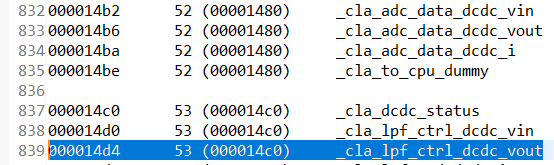 832 000014b2 52 (00001480) _cla_adc_data_dcdc_vin
833 000014b6 52 (00001480) _cla_adc_data_dcdc_vout
834 000014ba 52 (00001480) _cla_adc_data_dcdc_i
835 000014be 52 (00001480) _cla_to_cpu_dummy
836
837 000014c0 53 (000014c0) _cla_dcdc_status
838 000014d0 53 (000014c0) _cla_lpf_ctrl_dcdc_vin
839 000014d4 53 (000014c0) _cla_lpf_ctrl_dcdc_vout